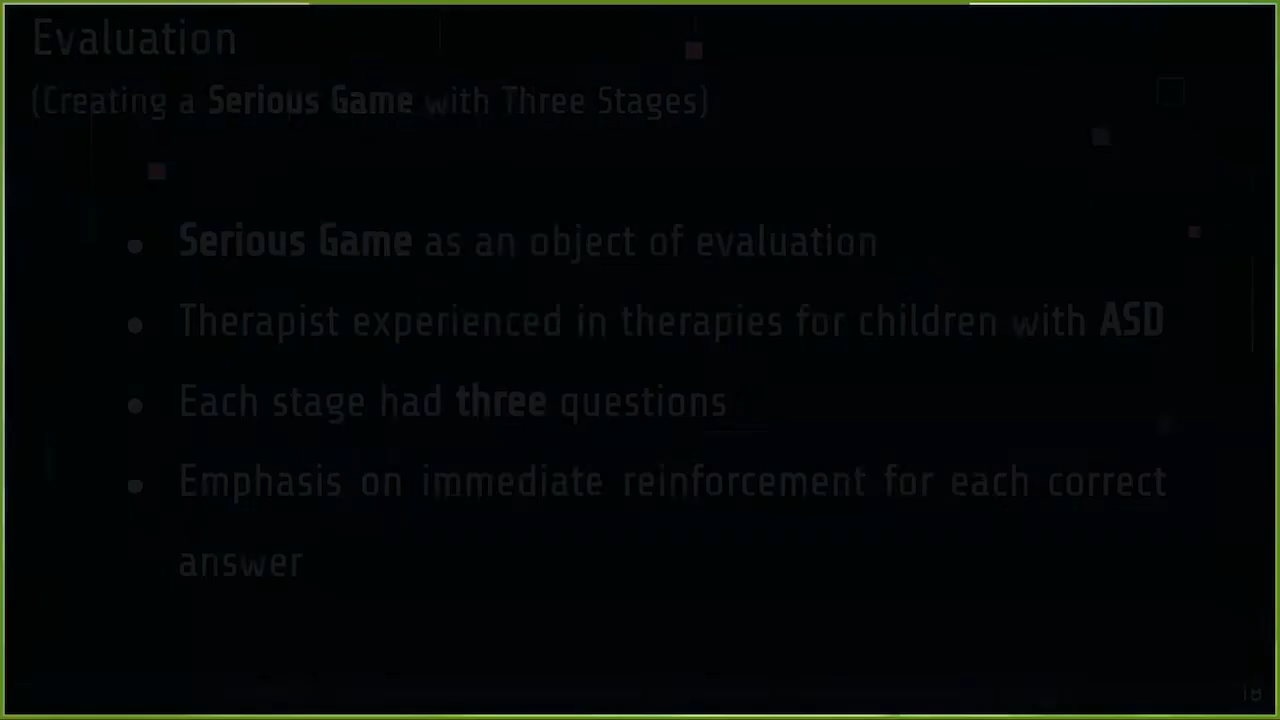 Evaluation
(Creating a Serious Game with Three Stages)
● Serious Game as an object of evaluation
● Therapist experienced in therapies for children with ASD
● Each stage had three questions
● Emphasis on immediate reinforcement for each correct
answer